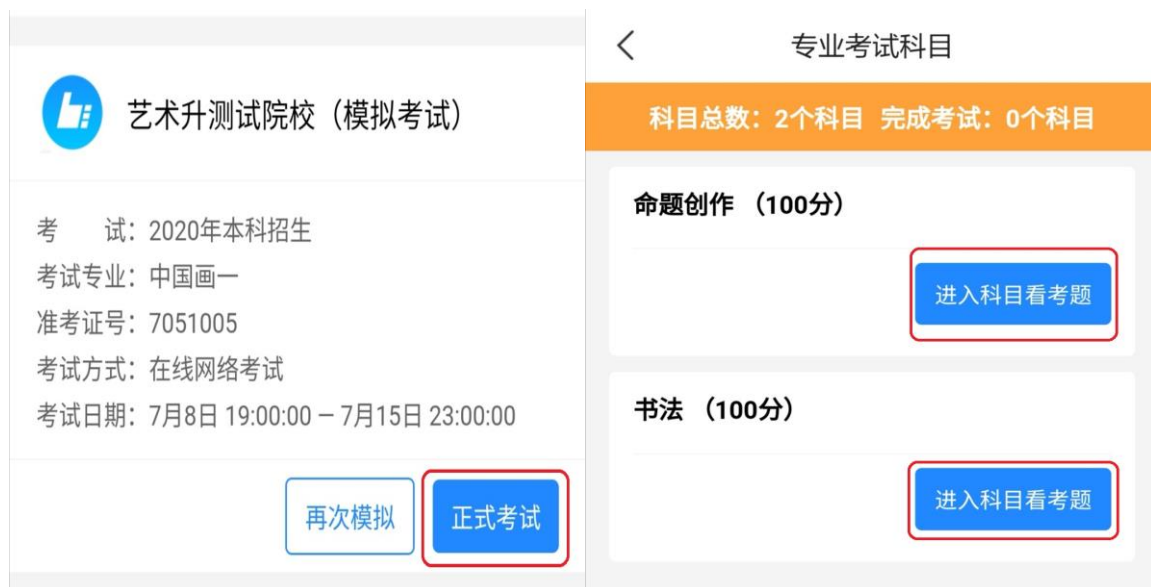 艺术升测试院校（模拟考试）
考　　试：2020年本科招生
考试专业：中国画一
准考证号：7051005
考试方式：在线网络考试
考试日期：7月8日 19:00:00 – 7月15日 23:00:00
再次模拟
正式考试
专业考试科目
科目总数：2个科目 完成考试：0个科目
命题创作 （100分）
进入科目看考题
书法 （100分）
进入科目看考题